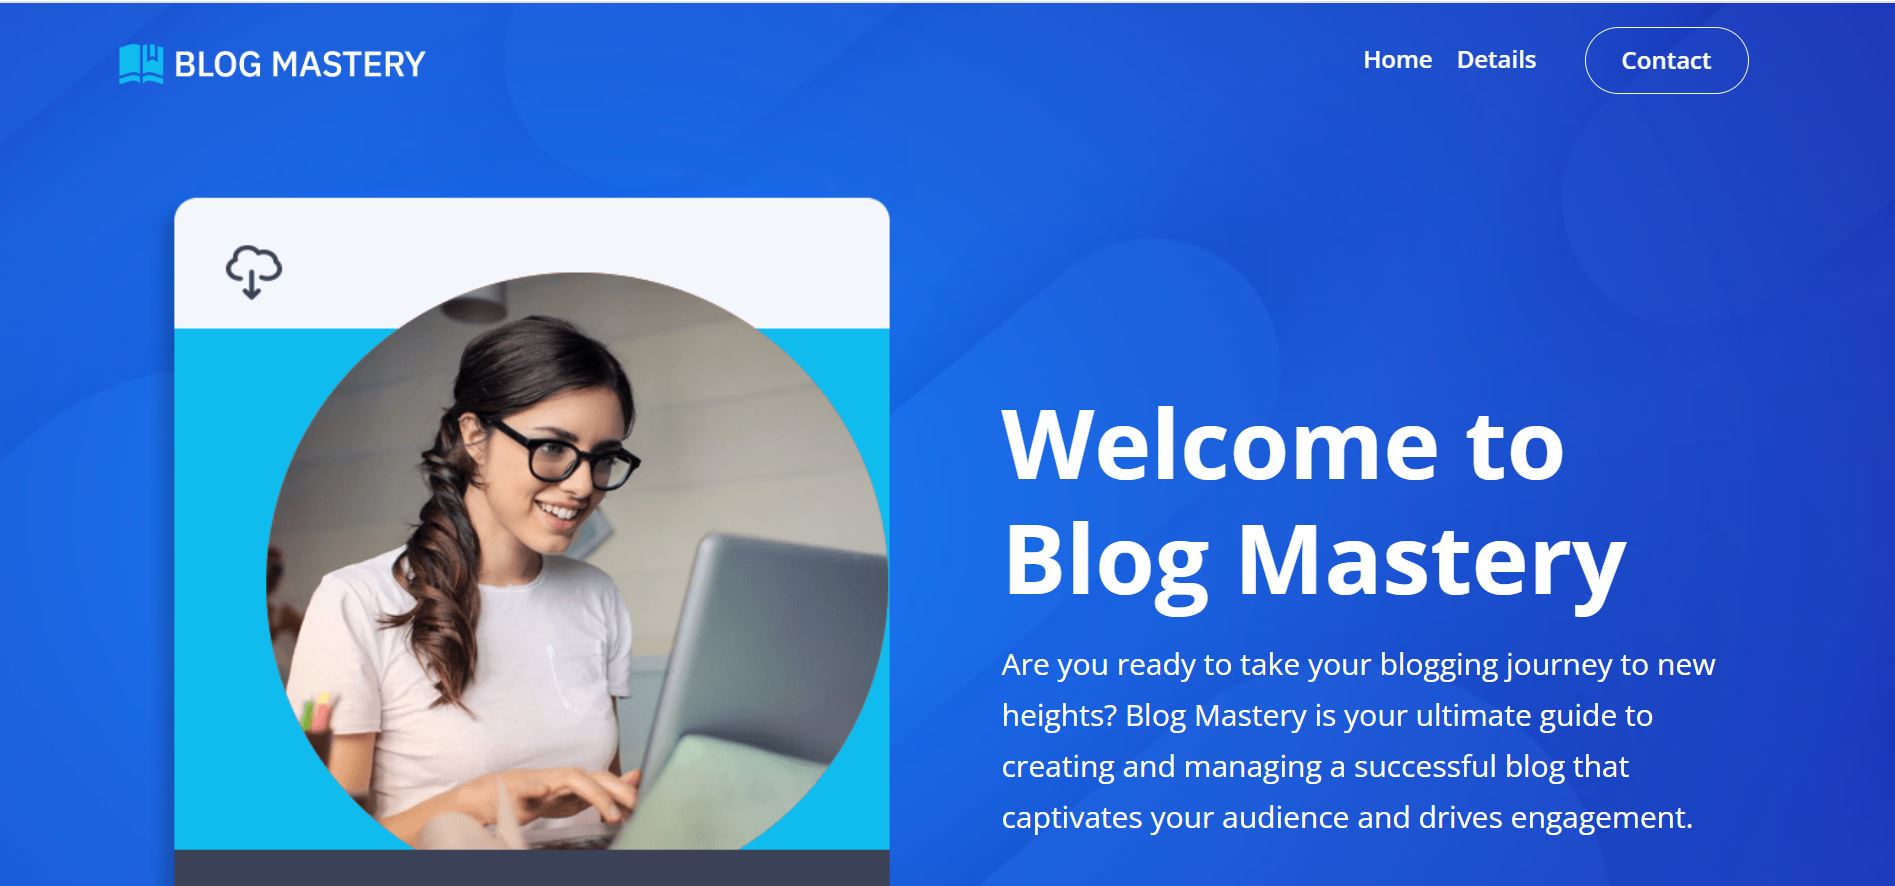 BLOG MASTERY
Home Details Contact
Welcome to
Blog Mastery
Are you ready to take your blogging journey to new
heights? Blog Mastery is your ultimate guide to
creating and managing a successful blog that
captivates your audience and drives engagement.